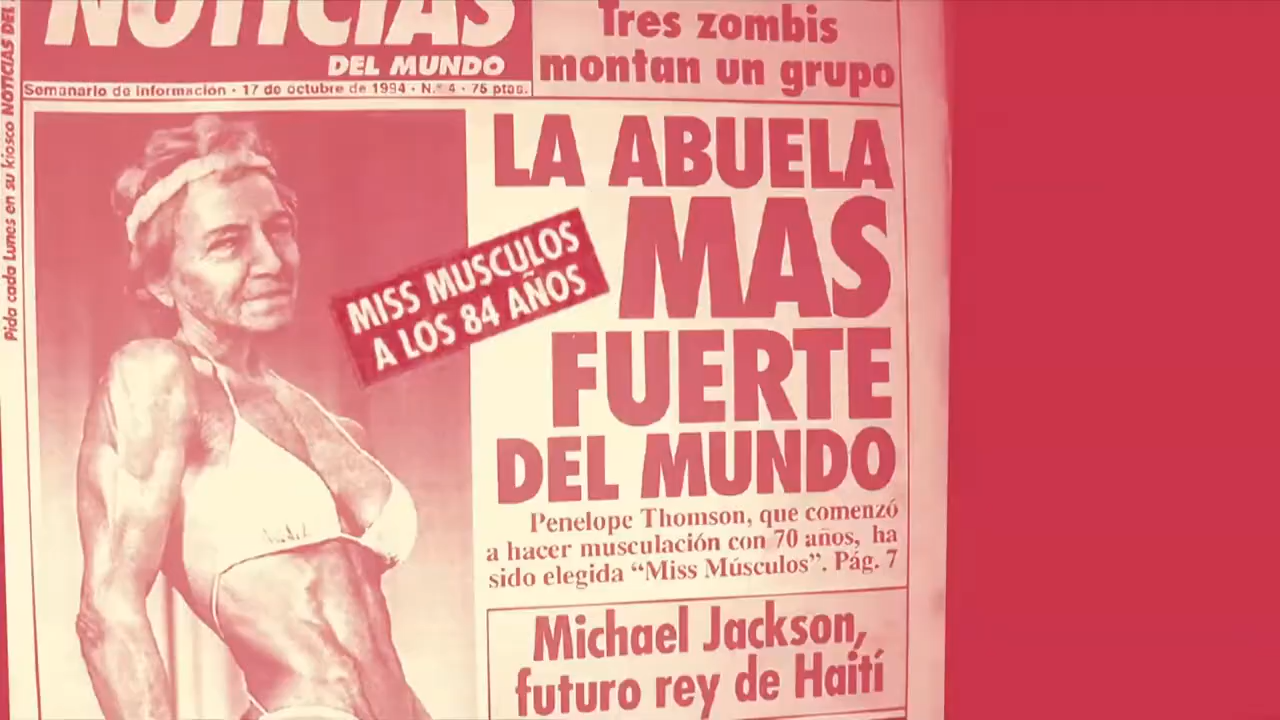 NOTICIAS
DEL MUNDO
Semanario de información · 17 de octubre de 1994 · N.º 4 · 75 ptas.
Tres zombis
montan un grupo
Pida cada Lunes en su kiosco NOTICIAS DEL
LA ABUELA
MAS
FUERTE
DEL MUNDO
MISS MUSCULOS
A LOS 84 AÑOS
Penelope Thomson, que comenzó
a hacer musculación con 70 años, ha
sido elegida “Miss Músculos”. Pág. 7
Michael Jackson,
futuro rey de Haití